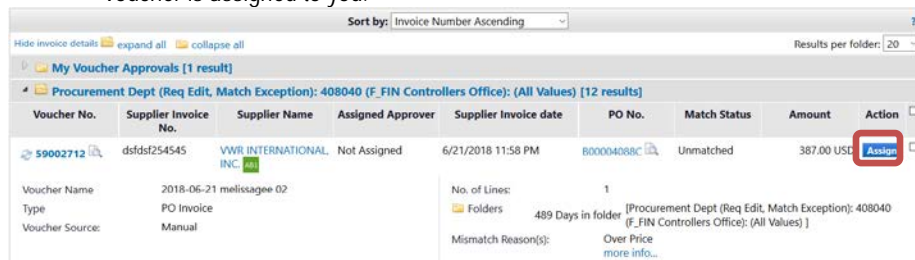 voucher is assigned to you.
Sort by: Invoice Number Ascending
Hide invoice details expand all collapse all Results per folder: 20
My Voucher Approvals [1 result]
Procurement Dept (Req Edit, Match Exception): 408040 (F_FIN Controllers Office): (All Values) [12 results]
Voucher No. Supplier Invoice No. Supplier Name Assigned Approver Supplier Invoice date PO No. Match Status Amount Action
59002712 dsfdsf254545 VWR INTERNATIONAL, INC. Not Assigned 6/21/2018 11:58 PM B00004088C Unmatched 387.00 USD Assign
Voucher Name 2018-06-21 melissagee 02 No. of Lines: 1
Type PO Invoice Folders 489 Days in folder [Procurement Dept (Req Edit, Match Exception): 408040
Voucher Source: Manual (F_FIN Controllers Office): (All Values) ]
Mismatch Reason(s): Over Price
more info...